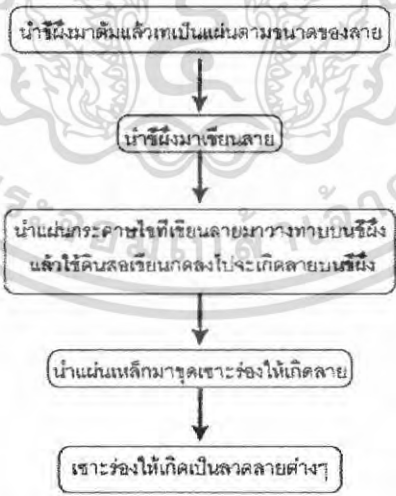 นำขี้ผึ้งมาต้มแล้วเทเป็นแผ่นตามขนาดของลาย
นำขี้ผึ้งมาเขียนลาย
นำแผ่นกระดาษไขที่เขียนลายมาวางทาบบนขี้ผึ้ง
แล้วใช้ดินสอเขียนกดลงไปจะเกิดลายบนขี้ผึ้ง
นำแผ่นเหล็กมาขุดเซาะร่องให้เกิดลาย
เซาะร่องให้เกิดเป็นลวดลายต่างๆ